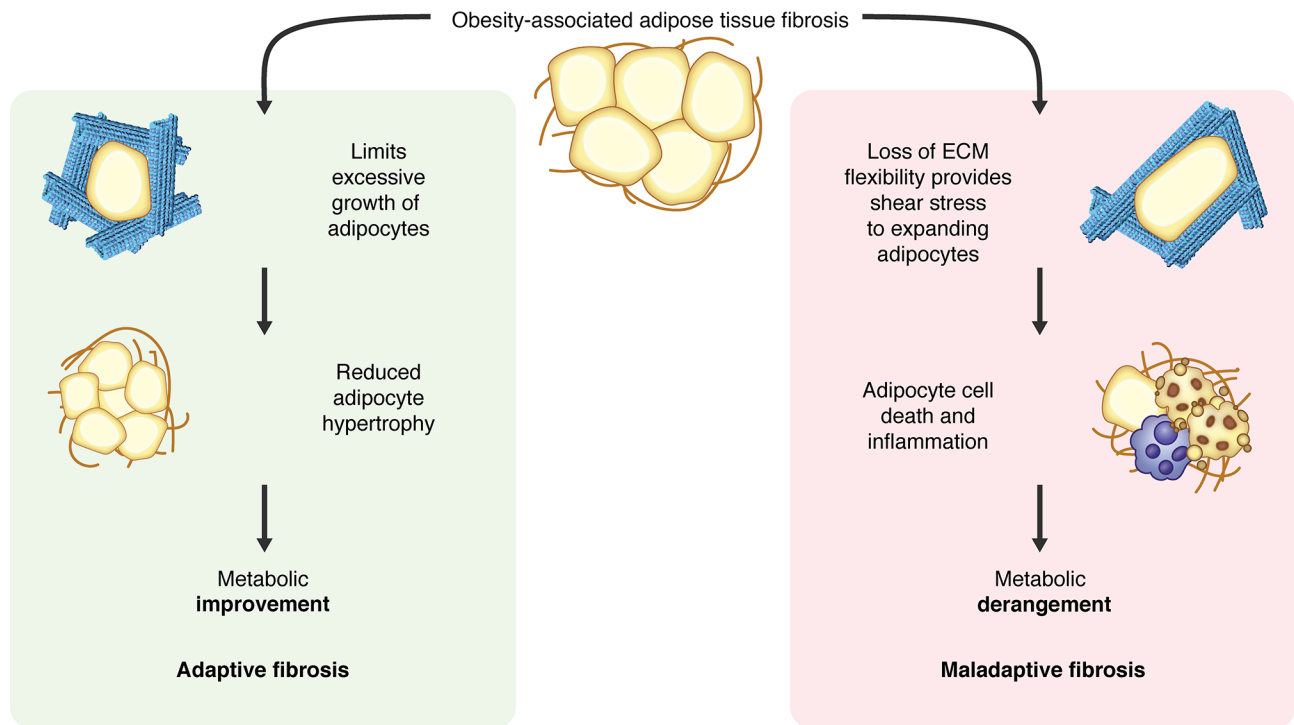 Obesity-associated adipose tissue fibrosis
Limits
excessive
growth of
adipocytes
Reduced
adipocyte
hypertrophy
Metabolic
improvement
Adaptive fibrosis
Loss of ECM
flexibility provides
shear stress
to expanding
adipocytes
Adipocyte cell
death and
inflammation
Metabolic
derangement
Maladaptive fibrosis